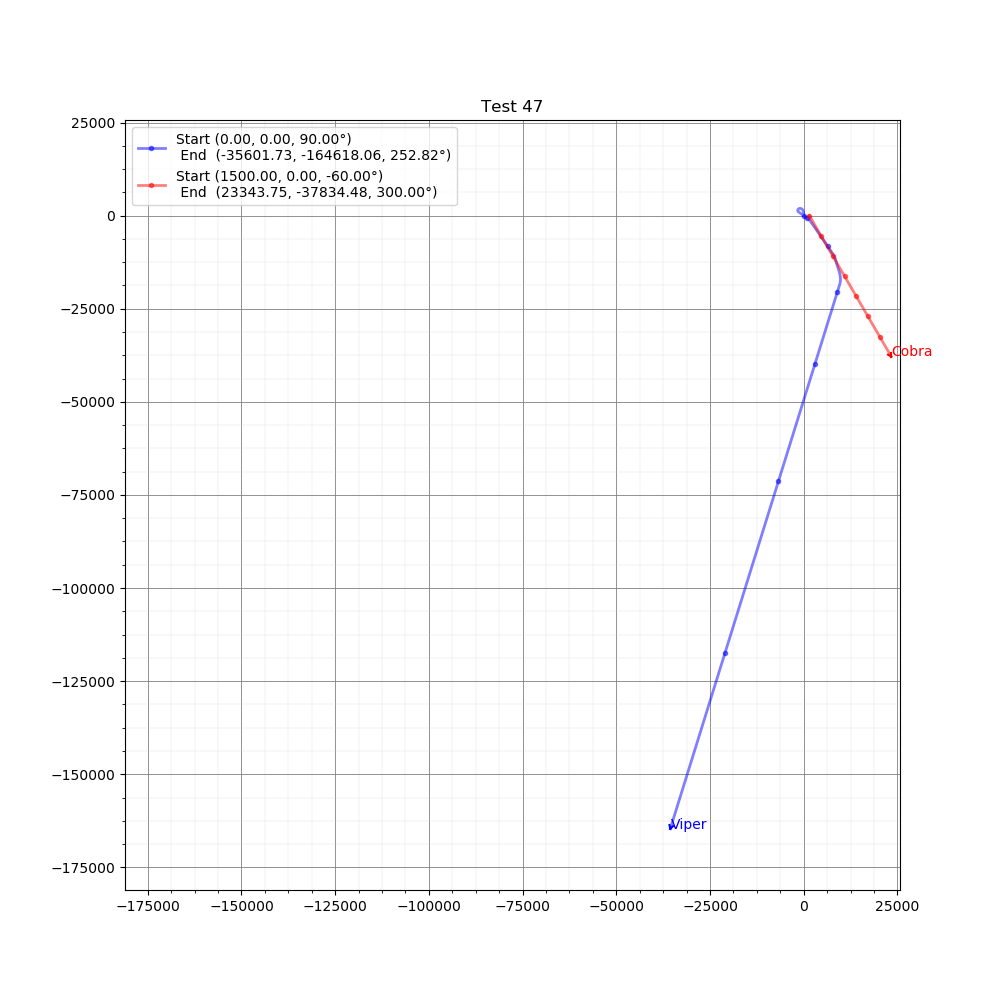 Test 47
Start (0.00, 0.00, 90.00°)
End (-35601.73, -164618.06, 252.82°)
Start (1500.00, 0.00, -60.00°)
End (23343.75, -37834.48, 300.00°)
25000
0
−25000
−50000
−75000
−100000
−125000
−150000
−175000
Cobra
Viper
−175000 −150000 −125000 −100000 −75000 −50000 −25000 0 25000